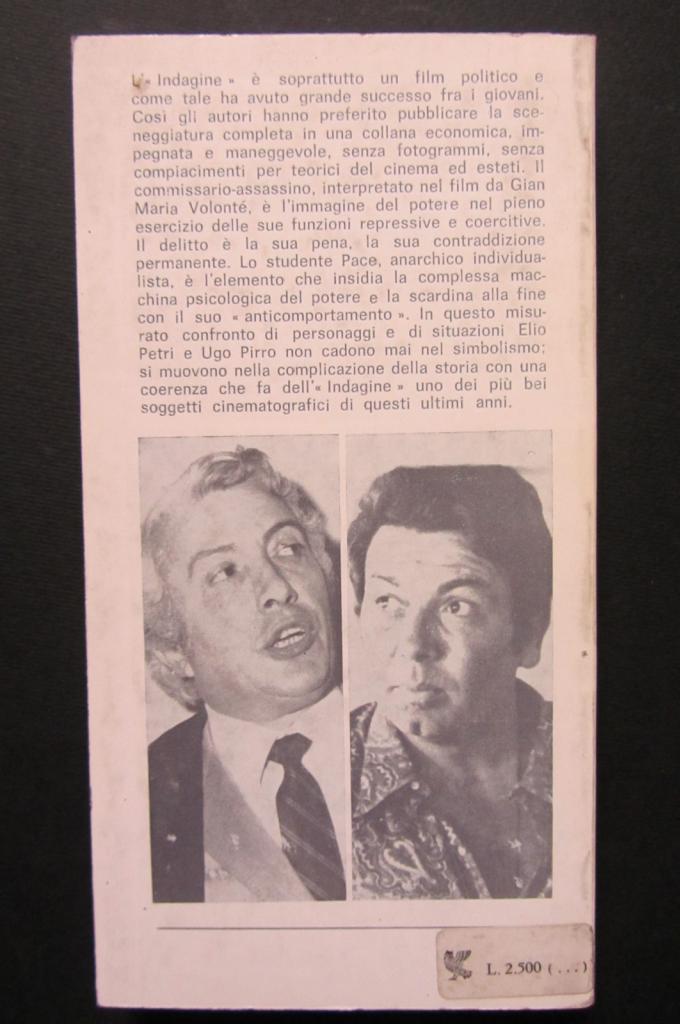 L'« Indagine » è soprattutto un film politico e
come tale ha avuto grande successo fra i giovani.
Così gli autori hanno preferito pubblicare la sce-
neggiatura completa in una collana economica, im-
pegnata e maneggevole, senza fotogrammi, senza
compiacimenti per teorici del cinema ed esteti. Il
commissario-assassino, interpretato nel film da Gian
Maria Volonté, è l'immagine del potere nel pieno
esercizio delle sue funzioni repressive e coercitive.
Il delitto è la sua pena, la sua contraddizione
permanente. Lo studente Pace, anarchico individua-
lista, è l'elemento che insidia la complessa mac-
china psicologica del potere e la scardina alla fine
con il suo « anticomportamento ». In questo misu-
rato confronto di personaggi e di situazioni Elio
Petri e Ugo Pirro non cadono mai nel simbolismo;
si muovono nella complicazione della storia con una
coerenza che fa dell'« Indagine » uno dei più bei
soggetti cinematografici di questi ultimi anni.
L. 2.500 (...)